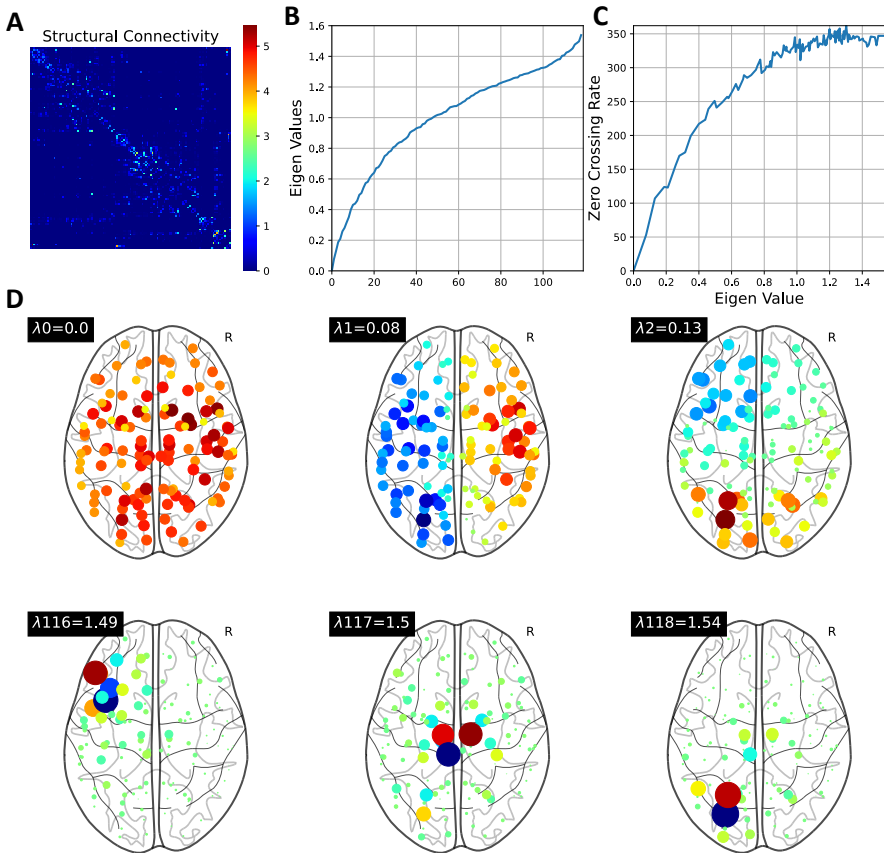 A
Structural Connectivity
5
4
3
2
1
0
B
Eigen Values
1.6
1.4
1.2
1.0
0.8
0.6
0.4
0.2
0.0
0
20
40
60
80
100
C
Zero Crossing Rate
350
300
250
200
150
100
50
0
0.0
0.2
0.4
0.6
0.8
1.0
1.2
1.4
Eigen Value
D
λ0=0.0
R
λ1=0.08
R
λ2=0.13
R
λ116=1.49
R
λ117=1.5
R
λ118=1.54
R